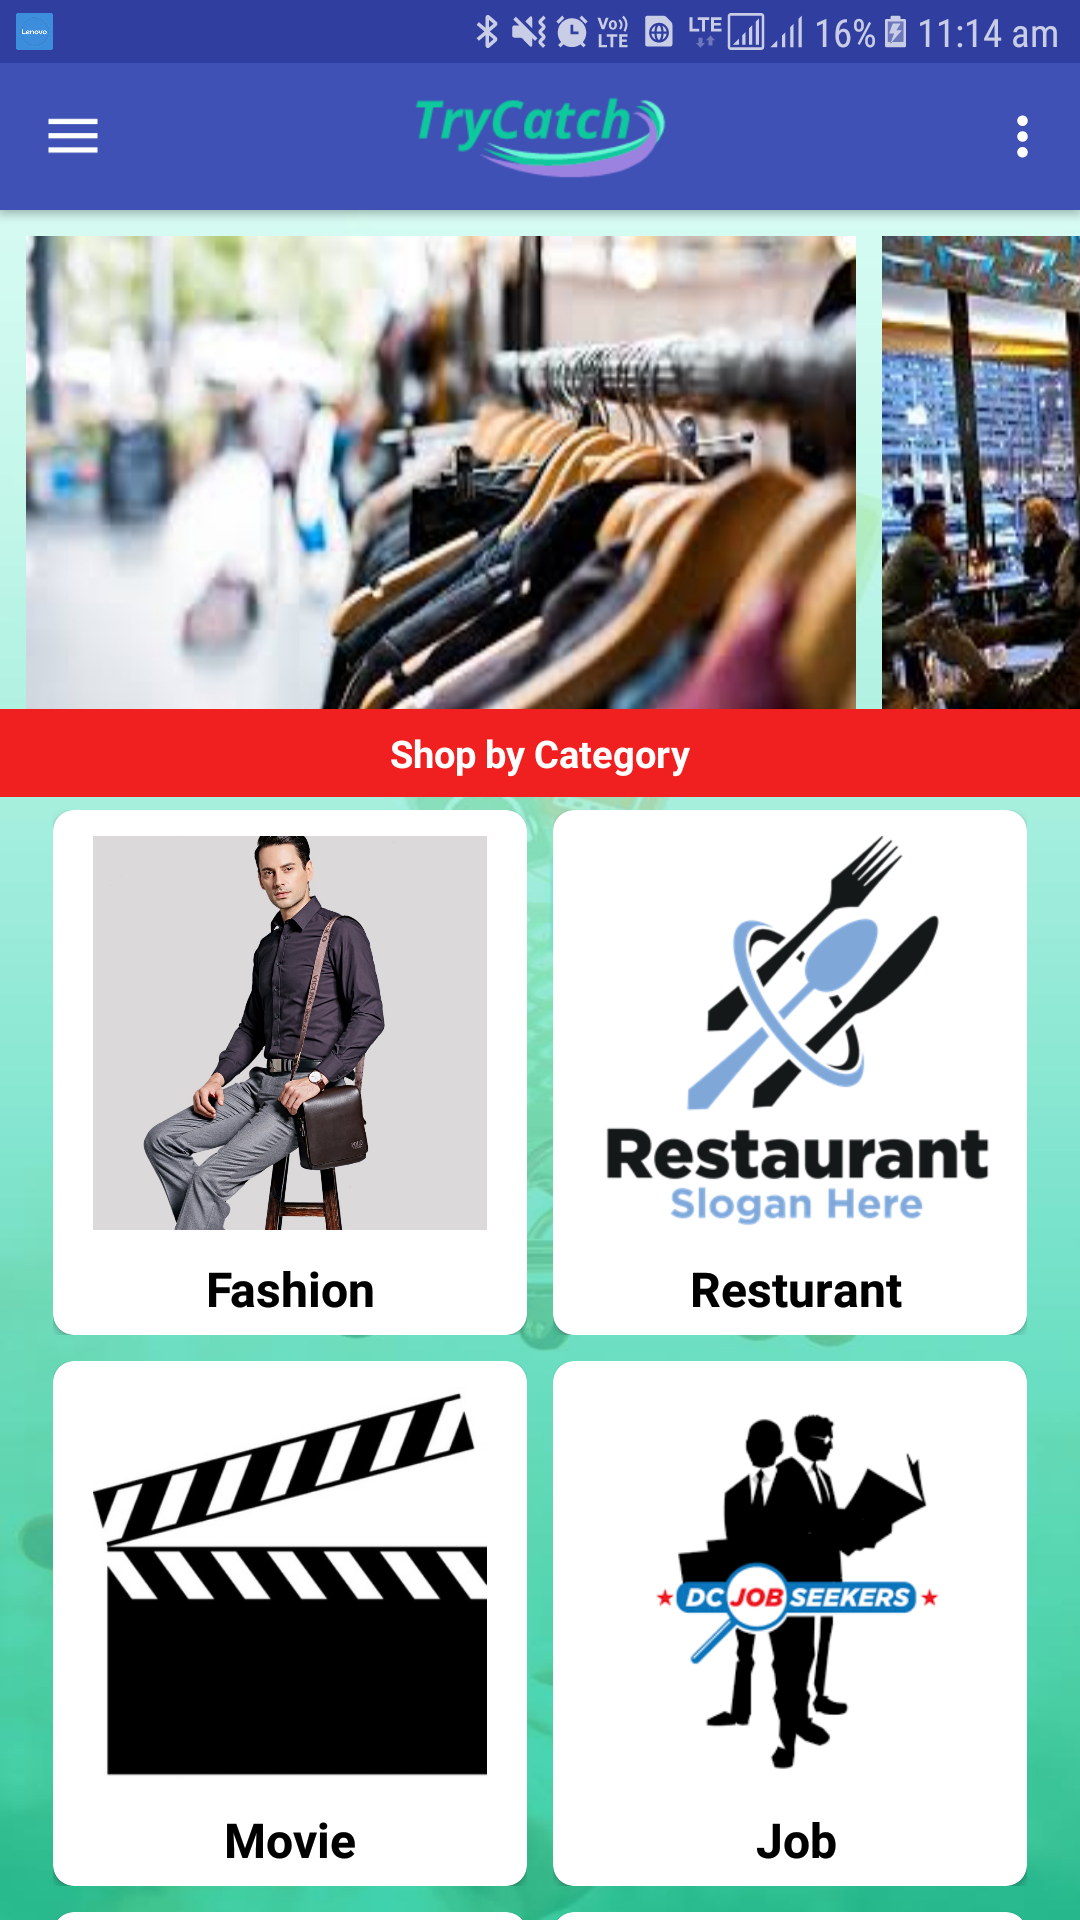 Lenovo
Vo)) LTE
LTE
16%
11:14 am
TryCatch
Shop by Category
Restaurant
Slogan Here
Fashion
Resturant
DC JOB SEEKERS
Movie
Job